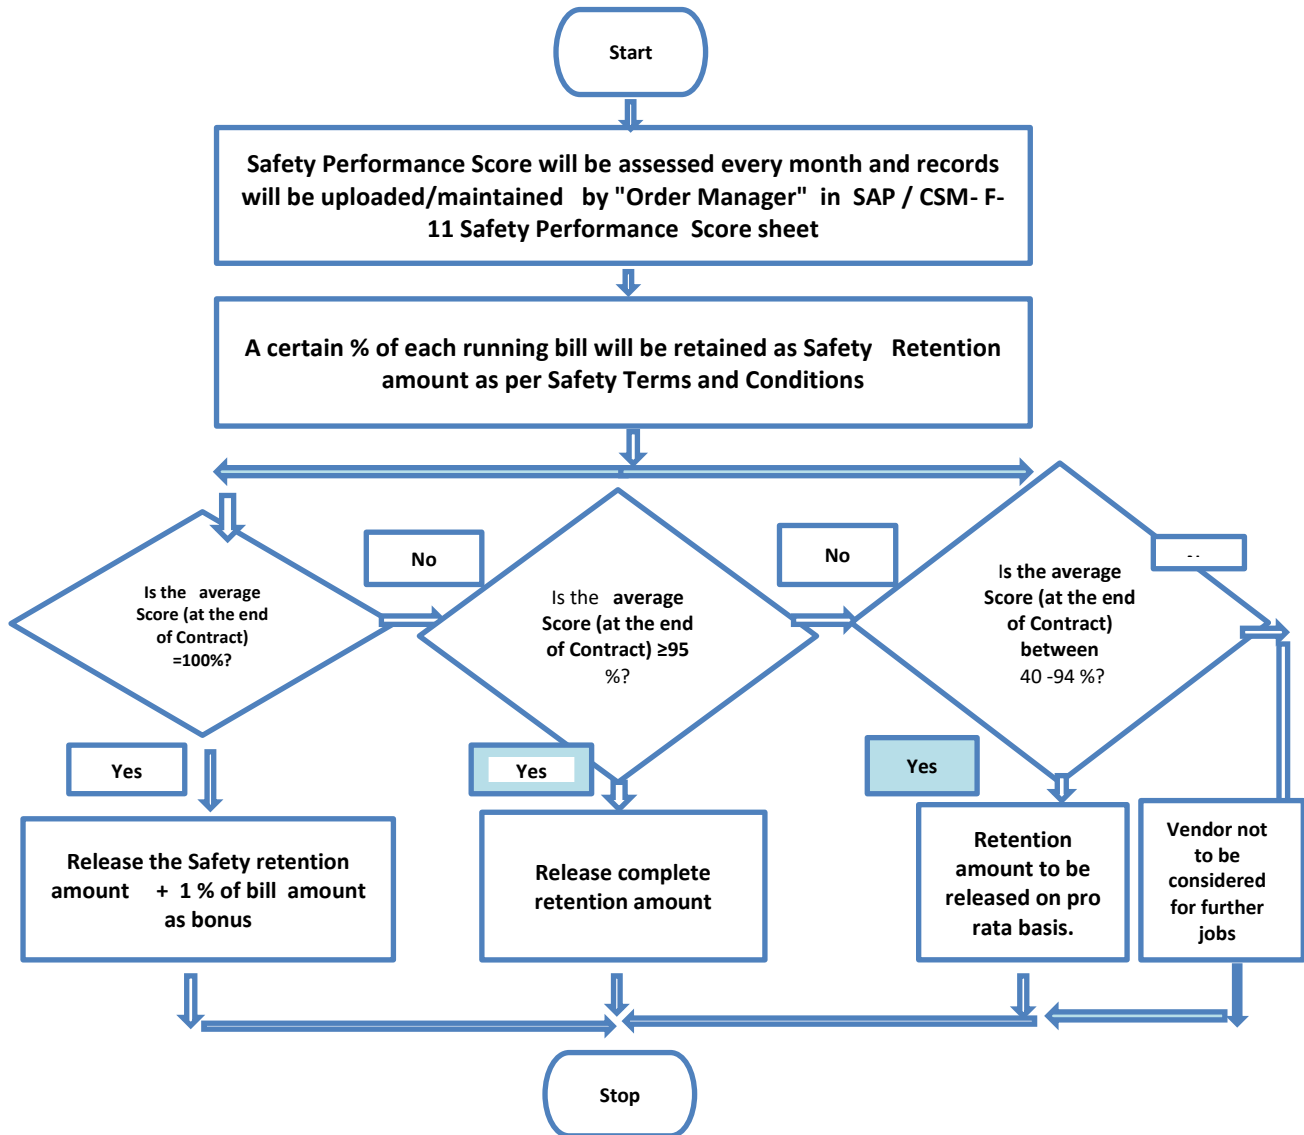 Start
Safety Performance Score will be assessed every month and records
will be uploaded/maintained by "Order Manager" in SAP / CSM- F-
11 Safety Performance Score sheet
A certain % of each running bill will be retained as Safety Retention
amount as per Safety Terms and Conditions
No
No
Is the average
Score (at the end
of Contract)
=100%?
Is the average
Score (at the end
of Contract) ≥95
%?
Is the average
Score (at the end
of Contract)
between
40 -94 %?
Yes
Yes
Yes
Release the Safety retention
amount + 1 % of bill amount
as bonus
Release complete
retention amount
Retention
amount to be
released on pro
rata basis.
Vendor not
to be
considered
for further
jobs
Stop